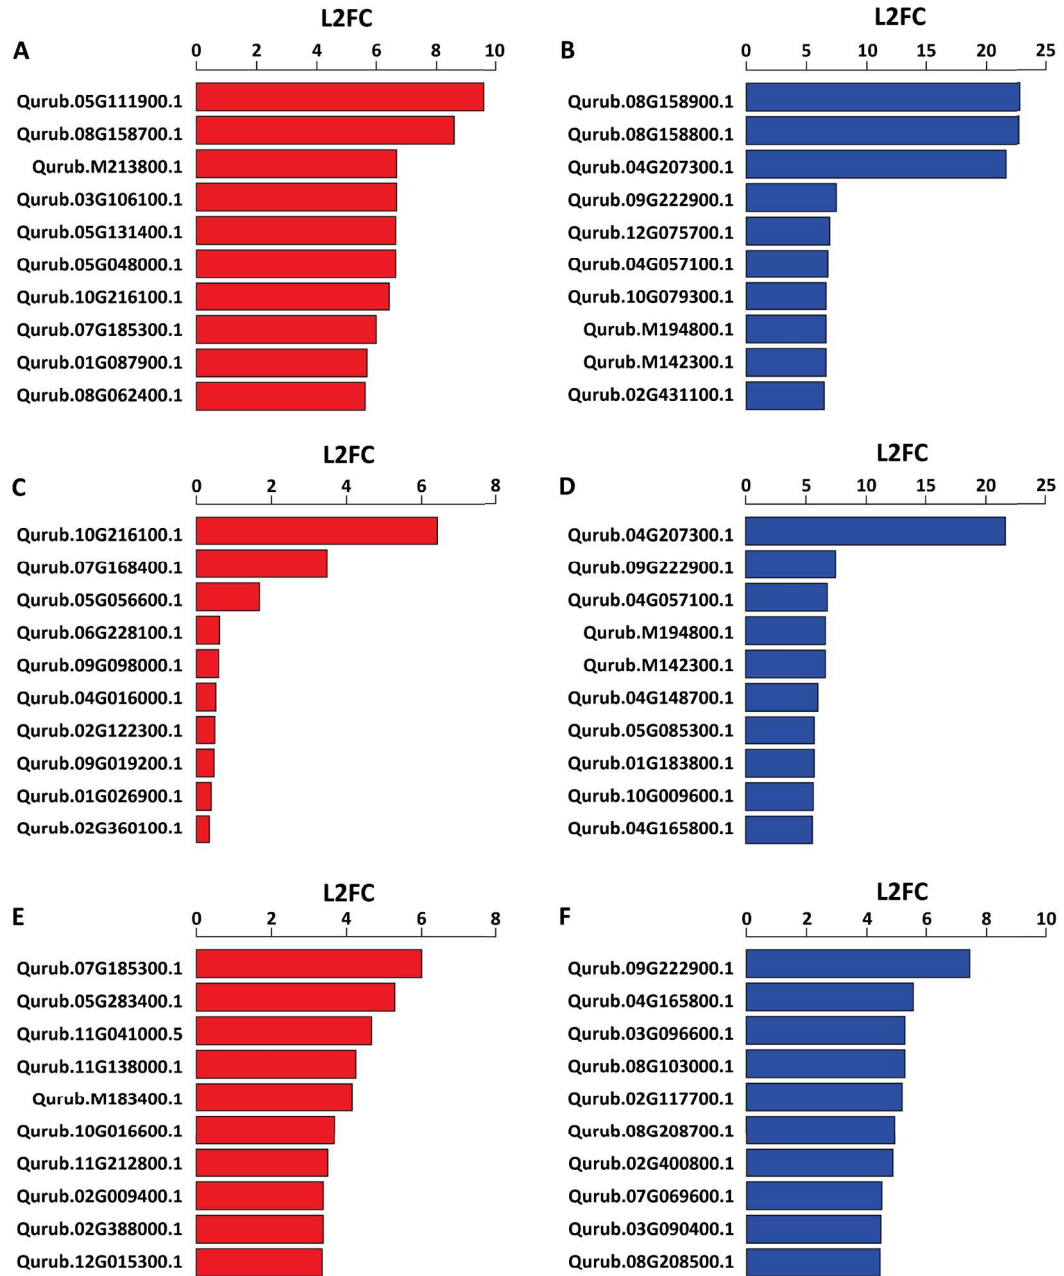 L2FC
A
0 2 4 6 8 10
Qurub.05G111900.1
Qurub.08G158700.1
Qurub.M213800.1
Qurub.03G106100.1
Qurub.05G131400.1
Qurub.05G048000.1
Qurub.10G216100.1
Qurub.07G185300.1
Qurub.01G087900.1
Qurub.08G062400.1
L2FC
B
0 5 10 15 20 25
Qurub.08G158900.1
Qurub.08G158800.1
Qurub.04G207300.1
Qurub.09G222900.1
Qurub.12G075700.1
Qurub.04G057100.1
Qurub.10G079300.1
Qurub.M194800.1
Qurub.M142300.1
Qurub.02G431100.1
L2FC
C
0 2 4 6 8
Qurub.10G216100.1
Qurub.07G168400.1
Qurub.05G056600.1
Qurub.06G228100.1
Qurub.09G098000.1
Qurub.04G016000.1
Qurub.02G122300.1
Qurub.09G019200.1
Qurub.01G026900.1
Qurub.02G360100.1
L2FC
D
0 5 10 15 20 25
Qurub.04G207300.1
Qurub.09G222900.1
Qurub.04G057100.1
Qurub.M194800.1
Qurub.M142300.1
Qurub.04G148700.1
Qurub.05G085300.1
Qurub.01G183800.1
Qurub.10G009600.1
Qurub.04G165800.1
L2FC
E
0 2 4 6 8
Qurub.07G185300.1
Qurub.05G283400.1
Qurub.11G041000.5
Qurub.11G138000.1
Qurub.M183400.1
Qurub.10G016600.1
Qurub.11G212800.1
Qurub.02G009400.1
Qurub.02G388000.1
Qurub.12G015300.1
L2FC
F
0 2 4 6 8 10
Qurub.09G222900.1
Qurub.04G165800.1
Qurub.03G096600.1
Qurub.08G103000.1
Qurub.02G117700.1
Qurub.08G208700.1
Qurub.02G400800.1
Qurub.07G069600.1
Qurub.03G090400.1
Qurub.08G208500.1